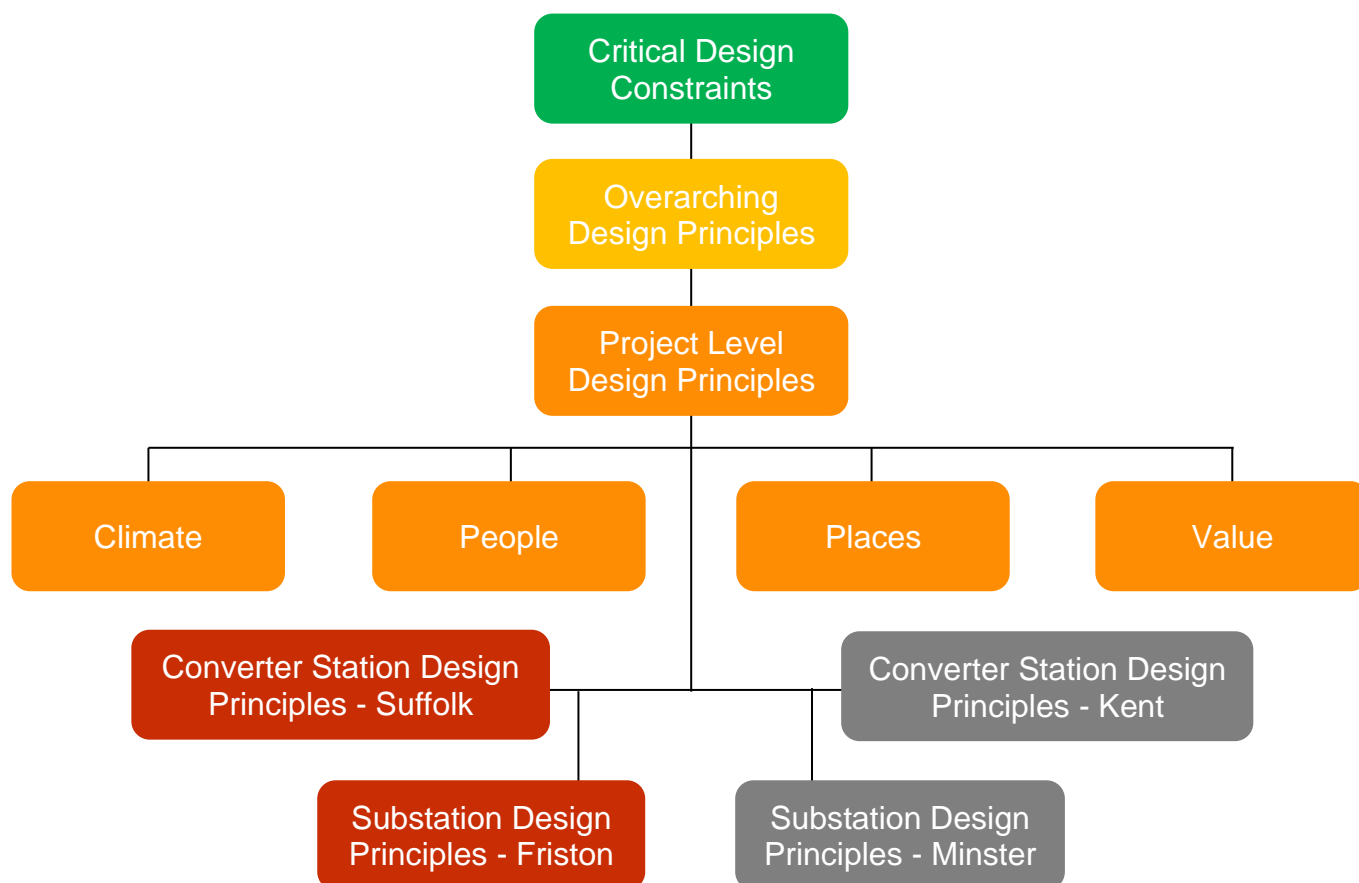 Critical Design
Constraints
Overarching
Design Principles
Project Level
Design Principles
Climate
People
Places
Value
Converter Station Design
Principles - Suffolk
Converter Station Design
Principles - Kent
Substation Design
Principles - Friston
Substation Design
Principles - Minster